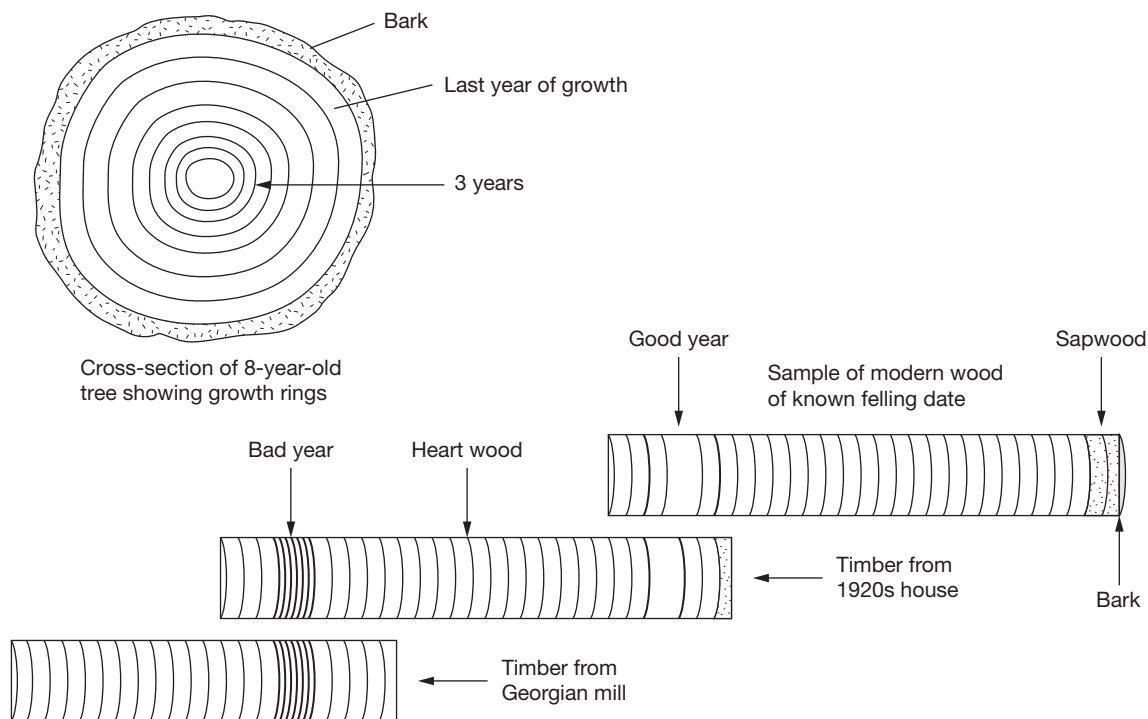 Bark
Last year of growth
3 years
Cross-section of 8-year-old
tree showing growth rings
Good year
Sapwood
Sample of modern wood
of known felling date
Bad year
Heart wood
Timber from
1920s house
Bark
Timber from
Georgian mill